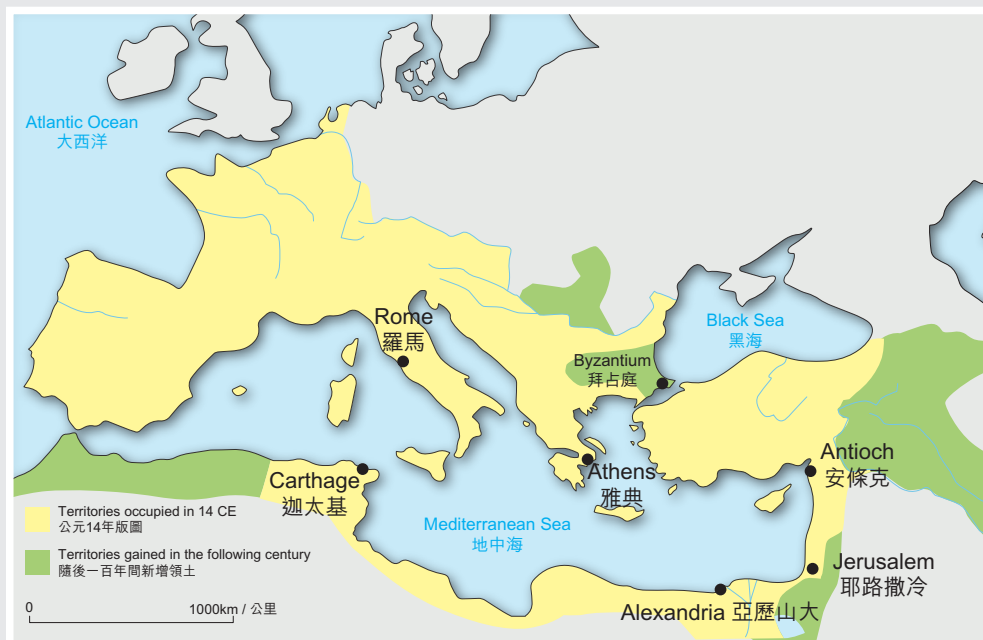 Atlantic Ocean
大西洋
Rome
羅馬
Black Sea
黑海
Byzantium
拜占庭
Carthage
迦太基
Athens
雅典
Antioch
安條克
Mediterranean Sea
地中海
Jerusalem
耶路撒冷
Alexandria 亞歷山大
Territories occupied in 14 CE
公元14年版圖
Territories gained in the following century
隨後一百年間新增領土
0 1000km / 公里